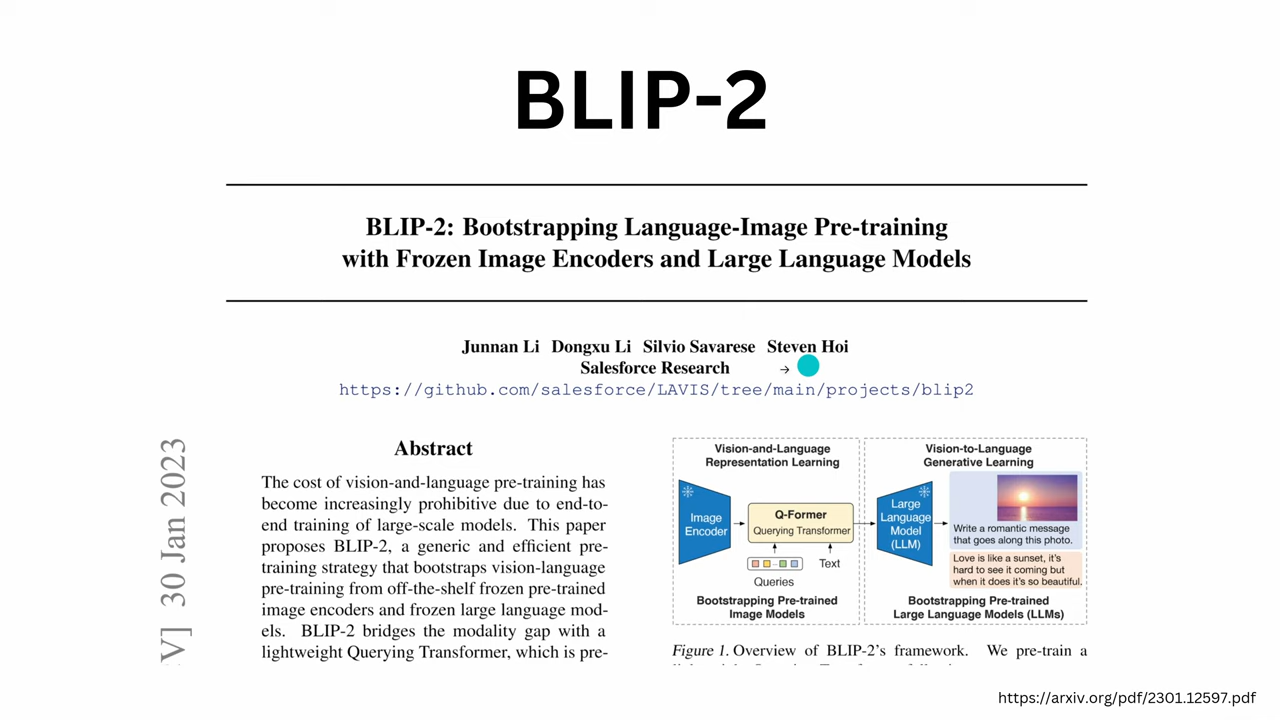 BLIP-2
BLIP-2: Bootstrapping Language-Image Pre-training
with Frozen Image Encoders and Large Language Models
Junnan Li Dongxu Li Silvio Savarese Steven Hoi
Salesforce Research →
https://github.com/salesforce/LAVIS/tree/main/projects/blip2
V] 30 Jan 2023
Abstract
The cost of vision-and-language pre-training has
become increasingly prohibitive due to end-to-
end training of large-scale models. This paper
proposes BLIP-2, a generic and efficient pre-
training strategy that bootstraps vision-language
pre-training from off-the-shelf frozen pre-trained
image encoders and frozen large language mod-
els. BLIP-2 bridges the modality gap with a
lightweight Querying Transformer, which is pre-
Vision-and-Language
Representation Learning
Image
Encoder
Q-Former
Querying Transformer
...
Queries
Text
Bootstrapping Pre-trained
Image Models
Vision-to-Language
Generative Learning
Large
Language
Model
(LLM)
Write a romantic message
that goes along this photo.
Love is like a sunset, it's
hard to see it coming but
when it does it's so beautiful.
Bootstrapping Pre-trained
Large Language Models (LLMs)
Figure 1. Overview of BLIP-2's framework. We pre-train a
https://arxiv.org/pdf/2301.12597.pdf